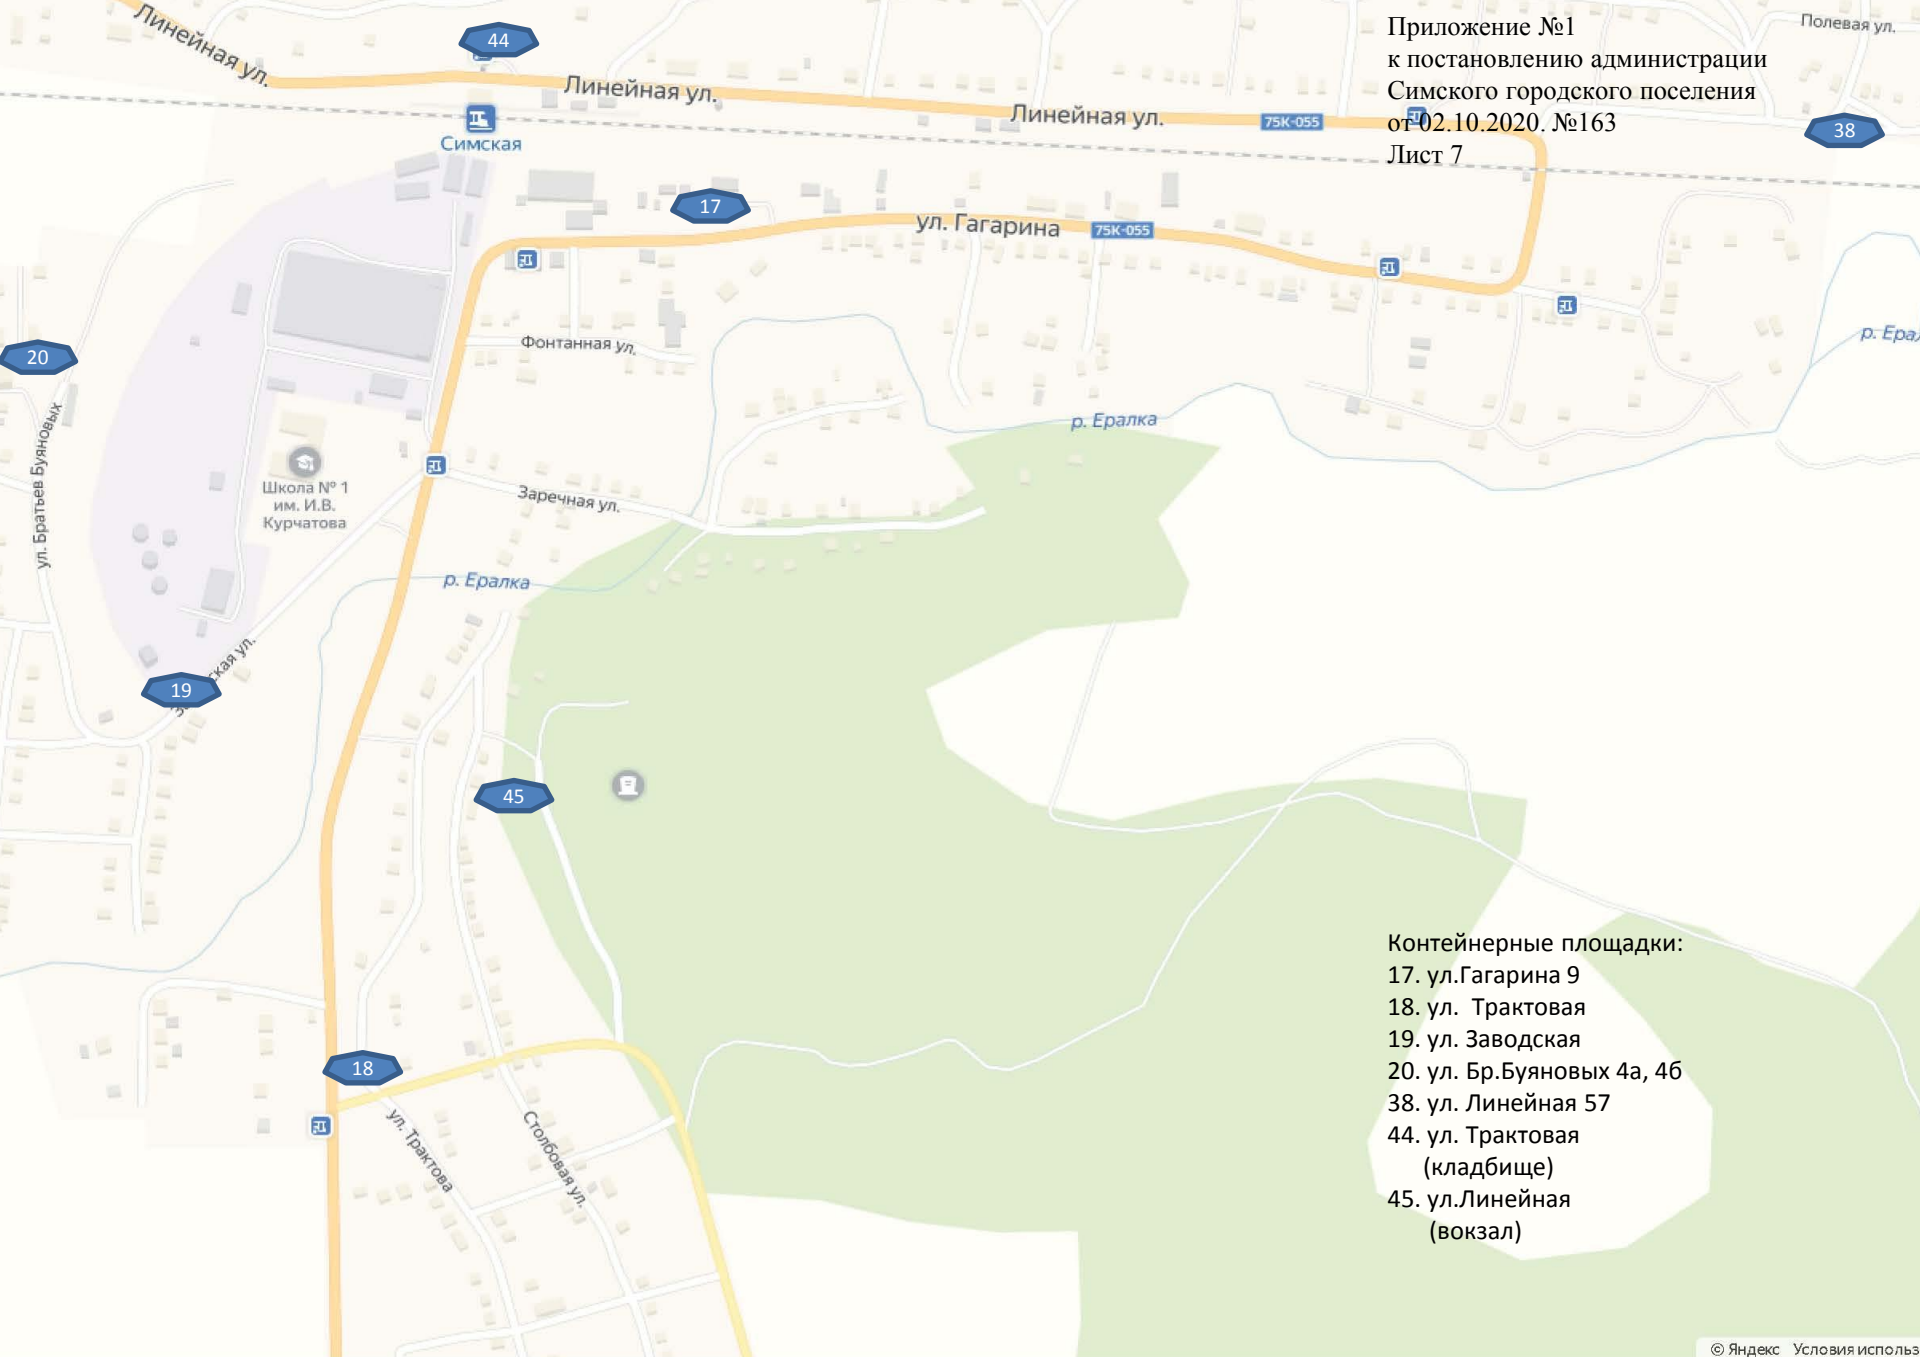 Приложение №1
к постановлению администрации
Симского городского поселения
от 02.10.2020. №163
Лист 7
Полевая ул.
Линейная ул.
44
Линейная ул.
Линейная ул.
75К-055
38
Симская
17
ул. Гагарина
75К-055
р. Ерал
20
Фонтанная ул.
р. Ералка
ул. Братьев Буяновых
Школа № 1
им. И.В.
Курчатова
Заречная ул.
р. Ералка
ская ул.
19
45
18
ул. Трактова
Столбовая ул.
Контейнерные площадки:
17. ул.Гагарина 9
18. ул.  Трактовая
19. ул. Заводская
20. ул. Бр.Буяновых 4а, 4б
38. ул. Линейная 57
44. ул. Трактовая
(кладбище)
45. ул.Линейная
(вокзал)
© Яндекс Условия использ